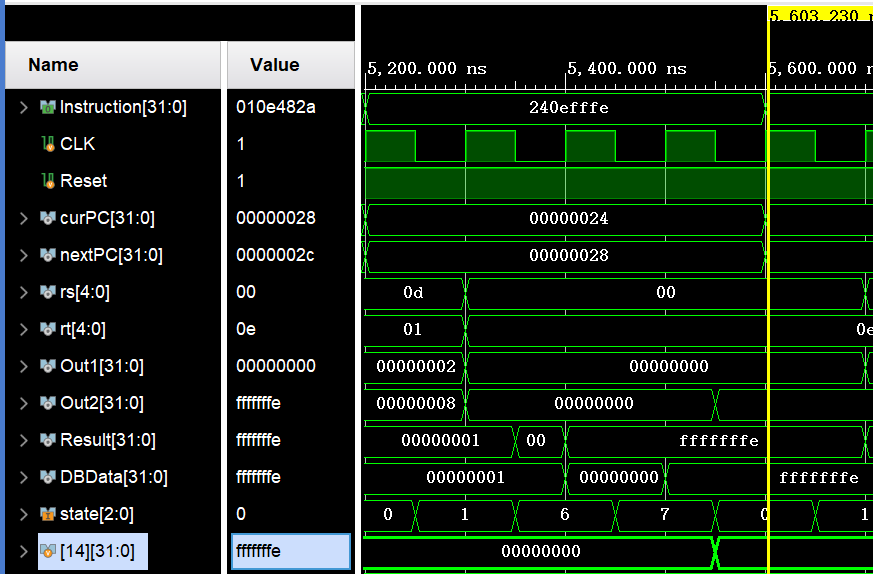 5,603.230 n
Name Value
5,200.000 ns 5,400.000 ns 5,600.000 n
Instruction[31:0] 010e482a 240efffe
CLK 1
Reset 1
curPC[31:0] 00000028 00000024
nextPC[31:0] 0000002c 00000028
rs[4:0] 00 0d 00
rt[4:0] 0e 01 0e
Out1[31:0] 00000000 00000002 00000000
Out2[31:0] fffffffe 00000008 00000000
Result[31:0] fffffffe 00000001 00 fffffffe
DBData[31:0] fffffffe 00000001 00000000 fffffffe
state[2:0] 0 0 1 6 7 0 1
[14][31:0] fffffffe 00000000